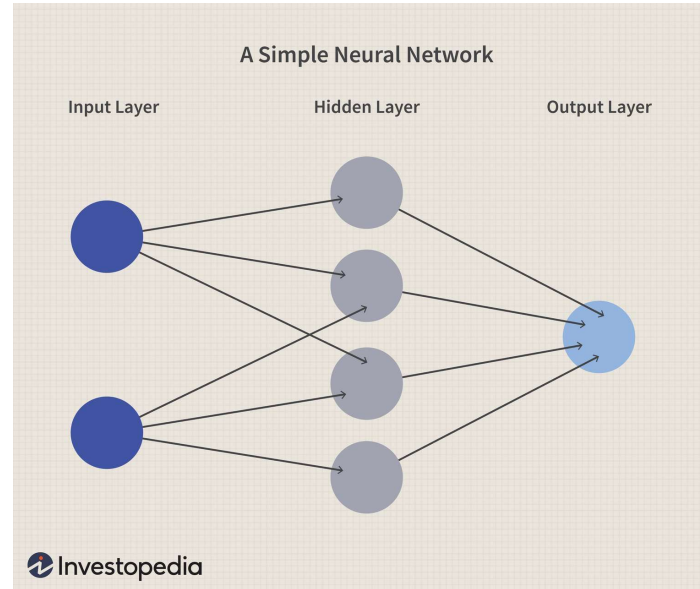 A Simple Neural Network
Input Layer
Hidden Layer
Output Layer
Investopedia